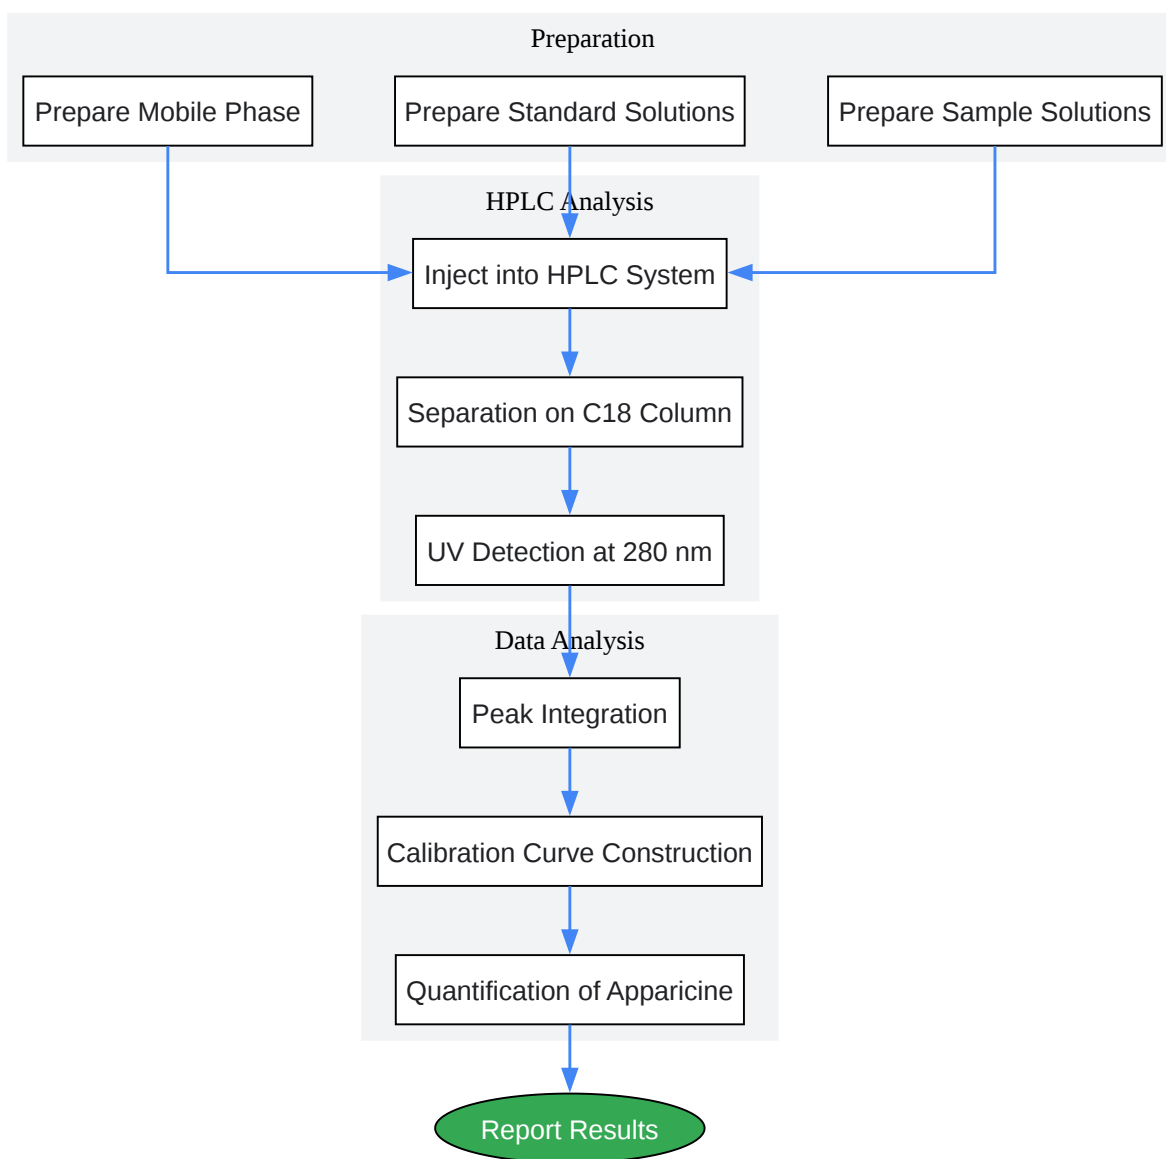 Preparation
Prepare Mobile Phase
Prepare Standard Solutions
Prepare Sample Solutions
HPLC Analysis
Inject into HPLC System
Separation on C18 Column
UV Detection at 280 nm
Data Analysis
Peak Integration
Calibration Curve Construction
Quantification of Apparicine
Report Results